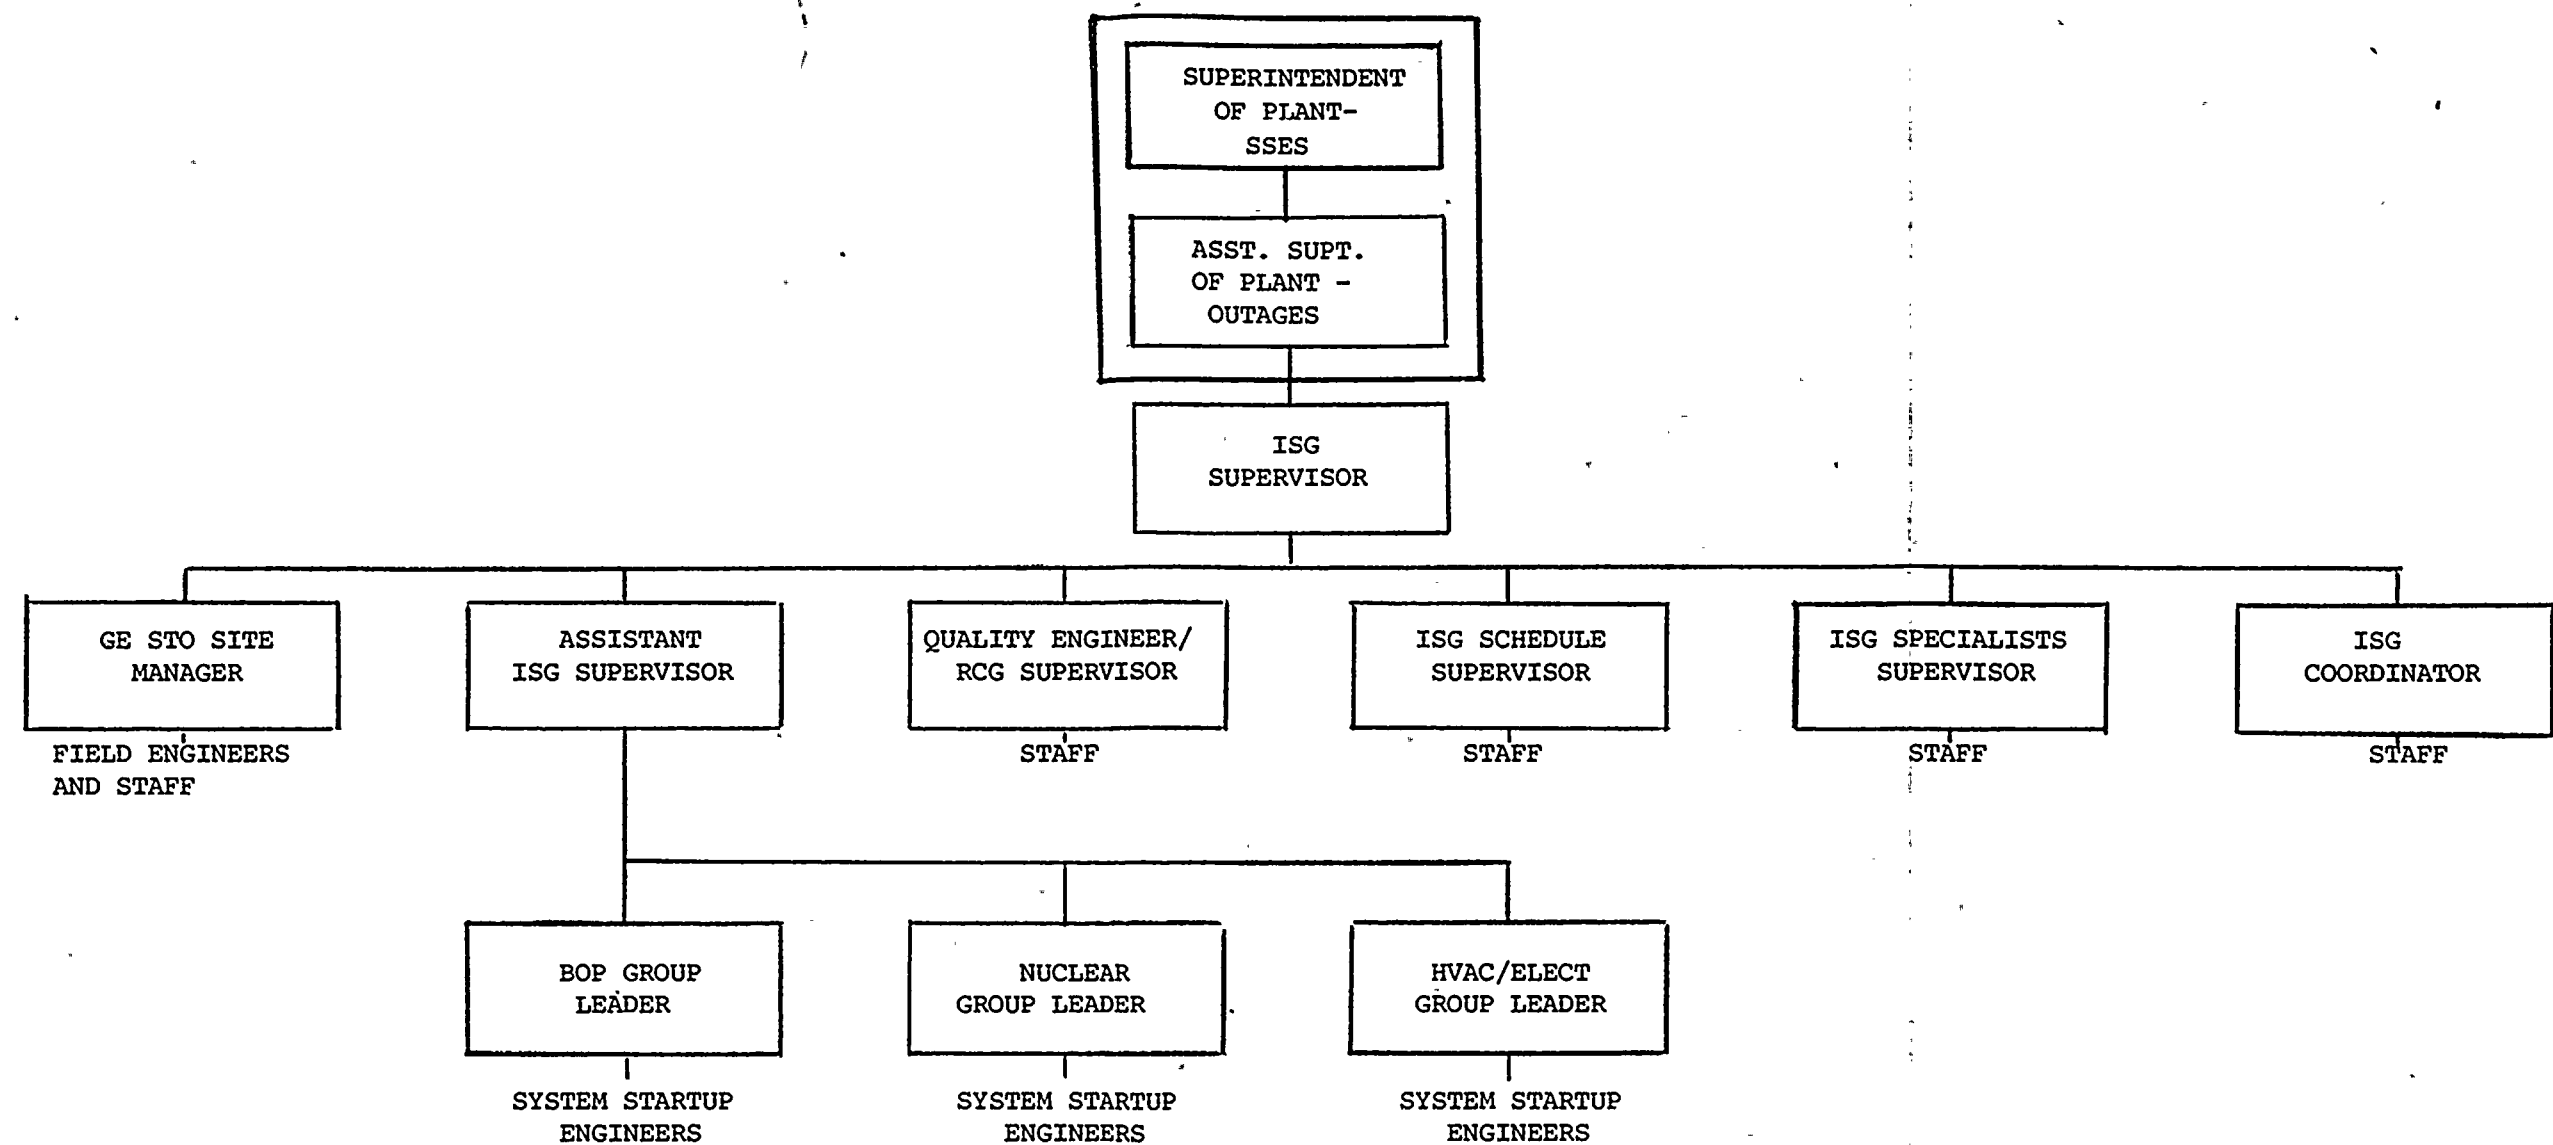 SUPERINTENDENT
OF PLANT-
SSES
ASST. SUPT.
OF PLANT -
OUTAGES
ISG
SUPERVISOR
GE STO SITE
MANAGER
FIELD ENGINEERS
AND STAFF
ASSISTANT
ISG SUPERVISOR
QUALITY ENGINEER/
RCG SUPERVISOR
STAFF
ISG SCHEDULE
SUPERVISOR
STAFF
ISG SPECIALISTS
SUPERVISOR
STAFF
ISG
COORDINATOR
STAFF
BOP GROUP
LEADER
SYSTEM STARTUP
ENGINEERS
NUCLEAR
GROUP LEADER
SYSTEM STARTUP
ENGINEERS
HVAC/ELECT
GROUP LEADER
SYSTEM STARTUP
ENGINEERS